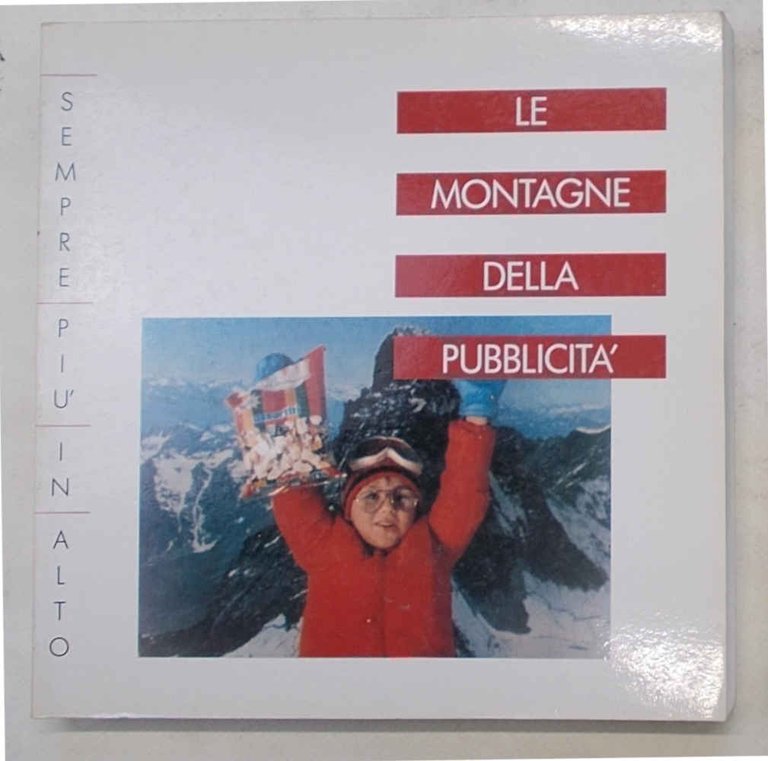 LE
MONTAGNE
DELLA
PUBBLICITA'
SEMPRE
PIU'
IN
ALTO